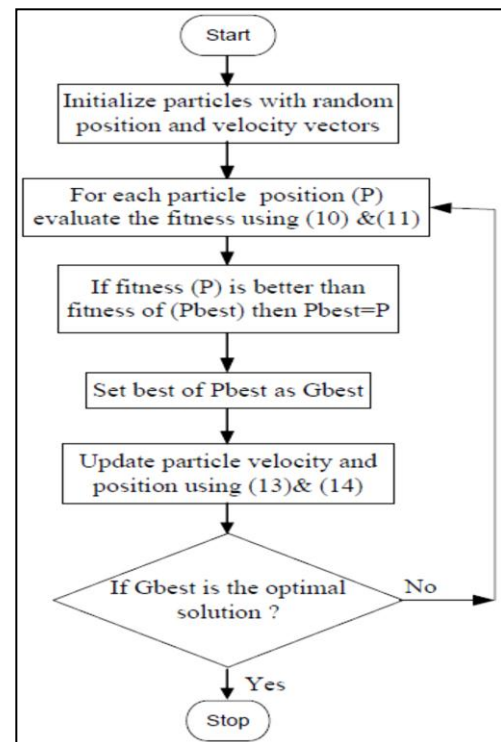 Start
Initialize particles with random
position and velocity vectors
For each particle position (P)
evaluate the fitness using (10) &(11)
If fitness (P) is better than
fitness of (Pbest) then Pbest=P
Set best of Pbest as Gbest
Update particle velocity and
position using (13)& (14)
If Gbest is the optimal
solution ?
No
Yes
Stop